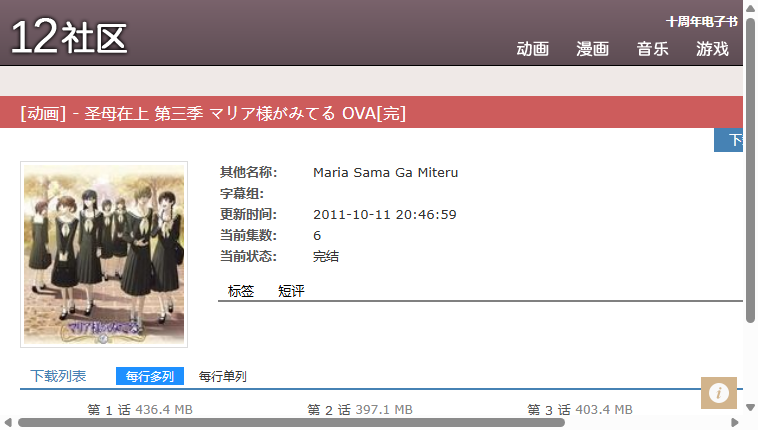 12社区
十周年电子书
动画 漫画 音乐 游戏
[动画] - 圣母在上 第三季 マリア様がみてる OVA[完]
其他名称: Maria Sama Ga Miteru
字幕组:
更新时间: 2011-10-11 20:46:59
当前集数: 6
当前状态: 完结
标签 短评
マリア様がみてる
下载列表 每行多列 每行单列
第 1 话 436.4 MB 第 2 话 397.1 MB 第 3 话 403.4 MB